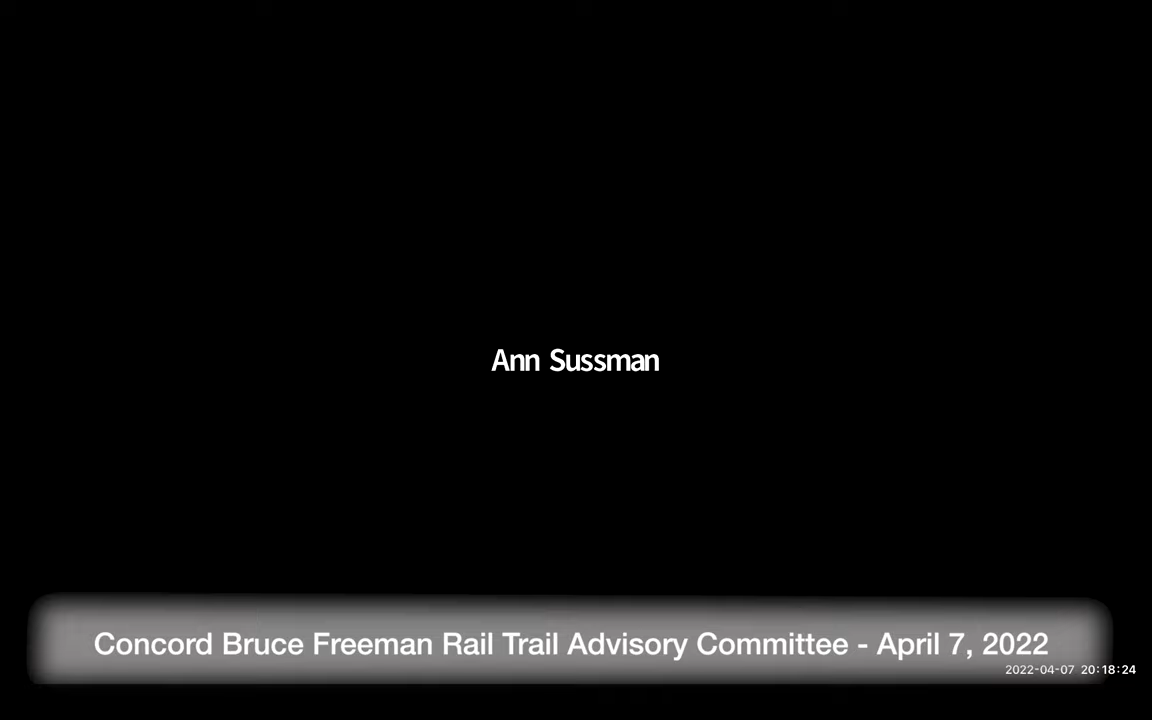 Ann Sussman
Concord Bruce Freeman Rail Trail Advisory Committee - April 7, 2022
2022-04-07 20:18:24